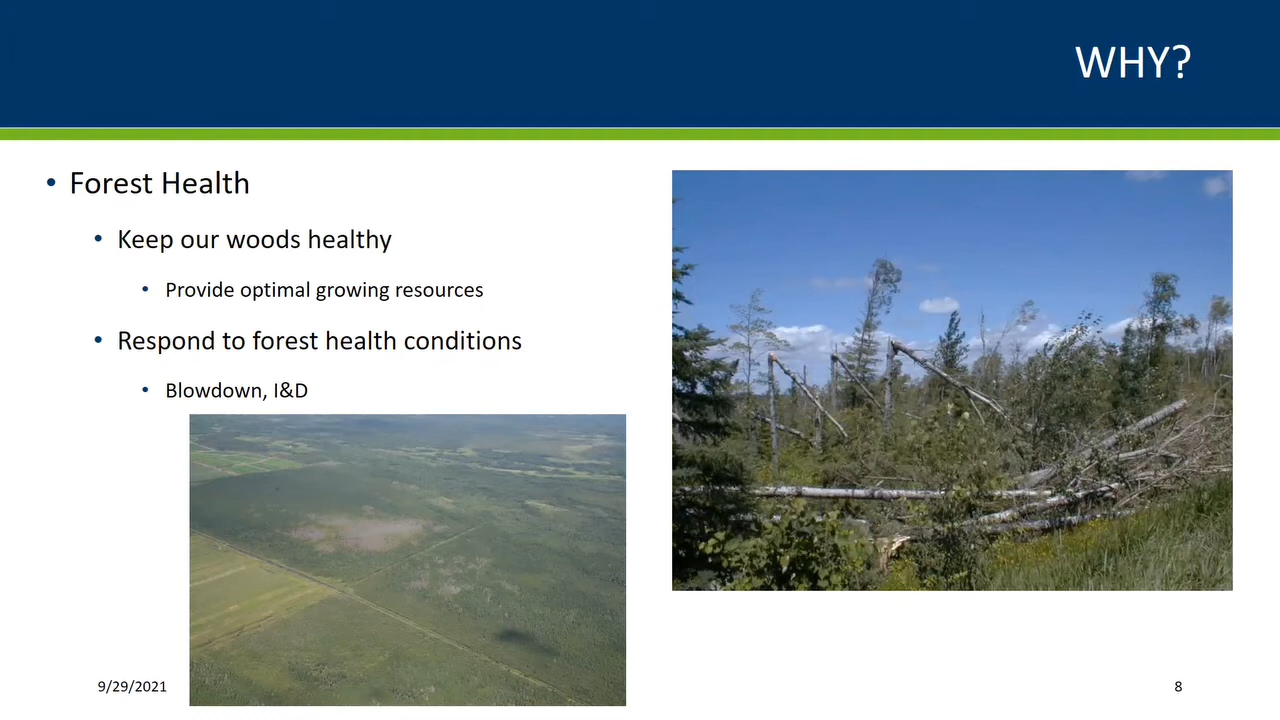 WHY?
• Forest Health
• Keep our woods healthy
• Provide optimal growing resources
• Respond to forest health conditions
• Blowdown, I&D
9/29/2021
8